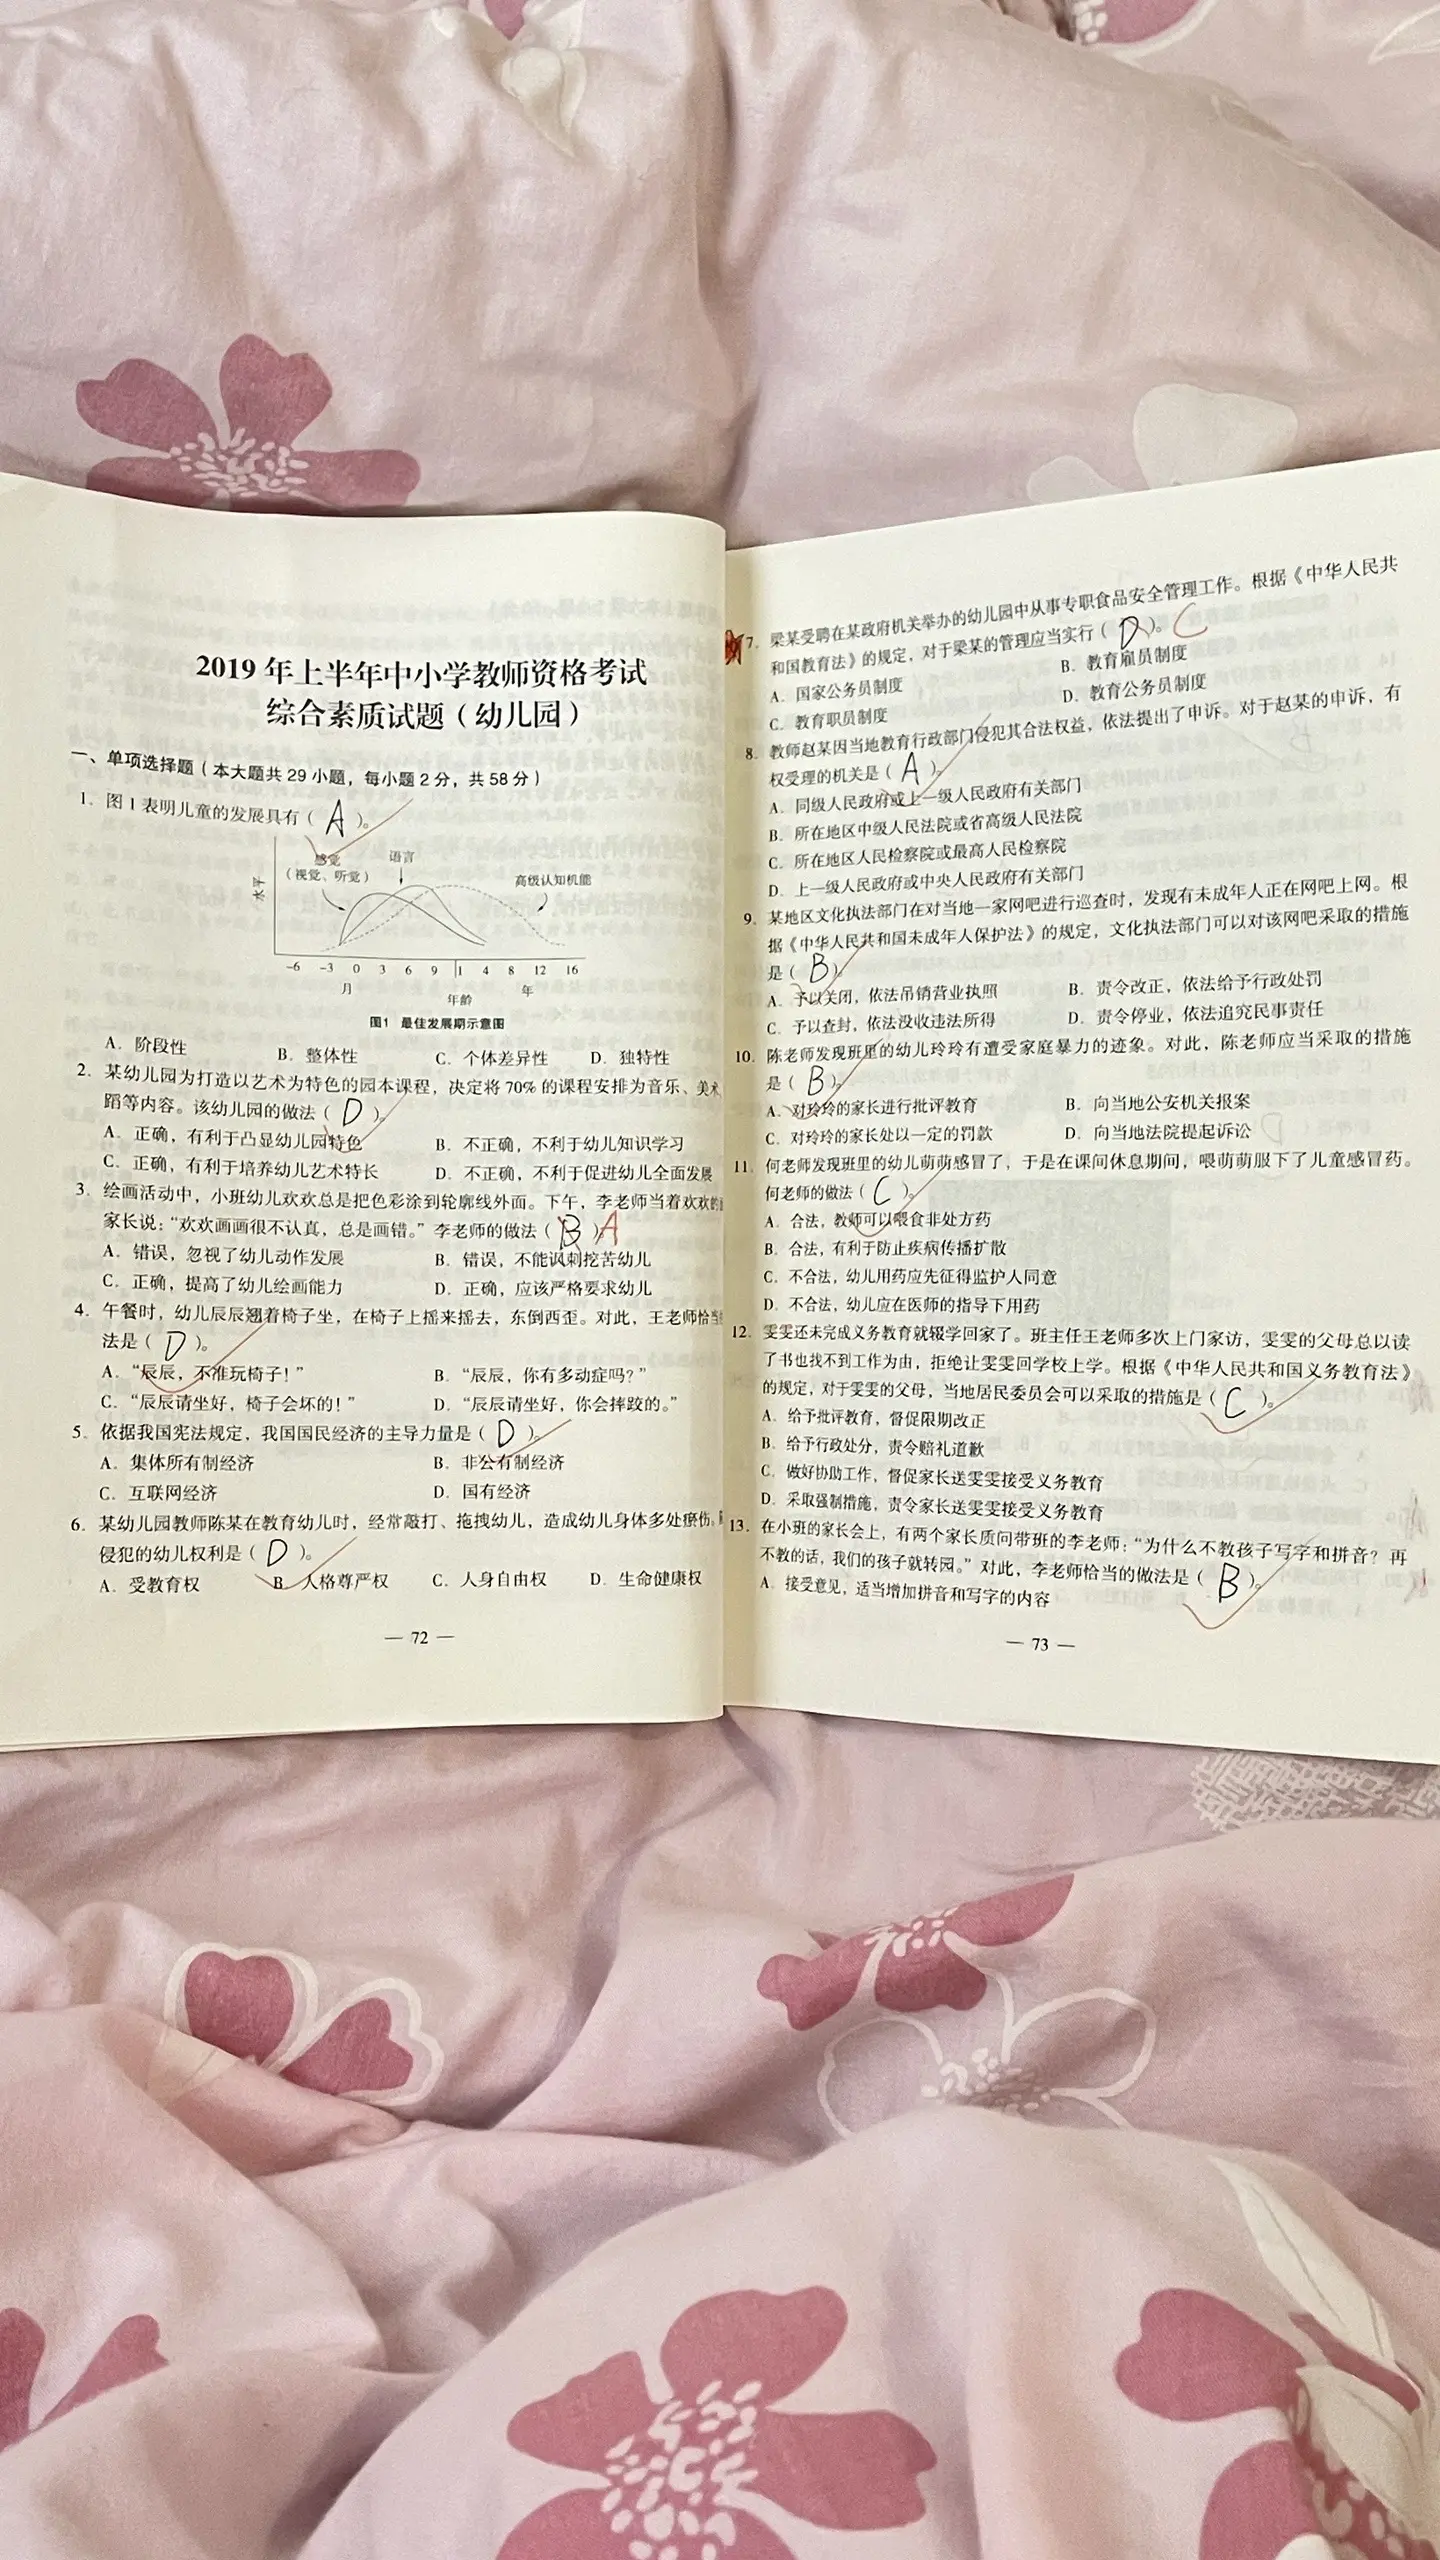 2019年上半年中小学教师资格考试
综合素质试题（幼儿园）
一、单项选择题（本大题共29小题，每小题2分，共58分）
1. 图1表明儿童的发展具有（ A ）。
感觉
（视觉、听觉）
语言
高级认知机能
水平
-6 -3 0 3 6 9 1 4 8 12 16
月 年龄 年
图1 最佳发展期示意图
A. 阶段性 B. 整体性 C. 个体差异性 D. 独特性
2. 某幼儿园为打造以艺术为特色的园本课程，决定将70%的课程安排为音乐、美术
蹈等内容。该幼儿园的做法（ D ）。
A. 正确，有利于凸显幼儿园特色 B. 不正确，不利于幼儿知识学习
C. 正确，有利于培养幼儿艺术特长 D. 不正确，不利于促进幼儿全面发展
3. 绘画活动中，小班幼儿欢欢总是把色彩涂到轮廓线外面。下午，李老师当着欢欢的
家长说：“欢欢画画很不认真，总是画错。”李老师的做法（ B ）A
A. 错误，忽视了幼儿动作发展 B. 错误，不能讽刺挖苦幼儿
C. 正确，提高了幼儿绘画能力 D. 正确，应该严格要求幼儿
4. 午餐时，幼儿辰辰翘着椅子坐，在椅子上摇来摇去，东倒西歪。对此，王老师恰当
法是（ D ）。
A. “辰辰，不准玩椅子！” B. “辰辰，你有多动症吗？”
C. “辰辰请坐好，椅子会坏的！” D. “辰辰请坐好，你会摔跤的。”
5. 依据我国宪法规定，我国国民经济的主导力量是（ D ）。
A. 集体所有制经济 B. 非公有制经济
C. 互联网经济 D. 国有经济
6. 某幼儿园教师陈某在教育幼儿时，经常敲打、拖拽幼儿，造成幼儿身体多处瘀伤。
侵犯的幼儿权利是（ D ）。
A. 受教育权 B. 人格尊严权 C. 人身自由权 D. 生命健康权
— 72 —
7. 梁某受聘在某政府机关举办的幼儿园中从事专职食品安全管理工作。根据《中华人民共
和国教育法》的规定，对于梁某的管理应当实行（ D ）。C
A. 国家公务员制度 B. 教育雇员制度
C. 教育职员制度 D. 教育公务员制度
8. 教师赵某因当地教育行政部门侵犯其合法权益，依法提出了申诉。对于赵某的申诉，有
权受理的机关是（ A ）。
A. 同级人民政府或上一级人民政府有关部门
B. 所在地区中级人民法院或省高级人民法院
C. 所在地区人民检察院或最高人民检察院
D. 上一级人民政府或中央人民政府有关部门
9. 某地区文化执法部门在对当地一家网吧进行巡查时，发现有未成年人正在网吧上网。根
据《中华人民共和国未成年人保护法》的规定，文化执法部门可以对该网吧采取的措施
是（ B ）。
A. 予以关闭，依法吊销营业执照 B. 责令改正，依法给予行政处罚
C. 予以查封，依法没收违法所得 D. 责令停业，依法追究民事责任
10. 陈老师发现班里的幼儿玲玲有遭受家庭暴力的迹象。对此，陈老师应当采取的措施
是（ B ）。
A. 对玲玲的家长进行批评教育 B. 向当地公安机关报案
C. 对玲玲的家长处以一定的罚款 D. 向当地法院提起诉讼
11. 何老师发现班里的幼儿萌萌感冒了，于是在课间休息期间，喂萌萌服下了儿童感冒药。
何老师的做法（ C ）。
A. 合法，教师可以喂食非处方药
B. 合法，有利于防止疾病传播扩散
C. 不合法，幼儿用药应先征得监护人同意
D. 不合法，幼儿应在医师的指导下用药
12. 雯雯还未完成义务教育就辍学回家了。班主任王老师多次上门家访，雯雯的父母总以读
了书也找不到工作为由，拒绝让雯雯回学校上学。根据《中华人民共和国义务教育法》
的规定，对于雯雯的父母，当地居民委员会可以采取的措施是（ C ）。
A. 给予批评教育，督促限期改正
B. 给予行政处分，责令赔礼道歉
C. 做好协助工作，督促家长送雯雯接受义务教育
D. 采取强制措施，责令家长送雯雯接受义务教育
13. 在小班的家长会上，有两个家长质问带班的李老师：“为什么不教孩子写字和拼音？再
不教的话，我们的孩子就转园。”对此，李老师恰当的做法是（ B ）。
A. 接受意见，适当增加拼音和写字的内容
— 73 —